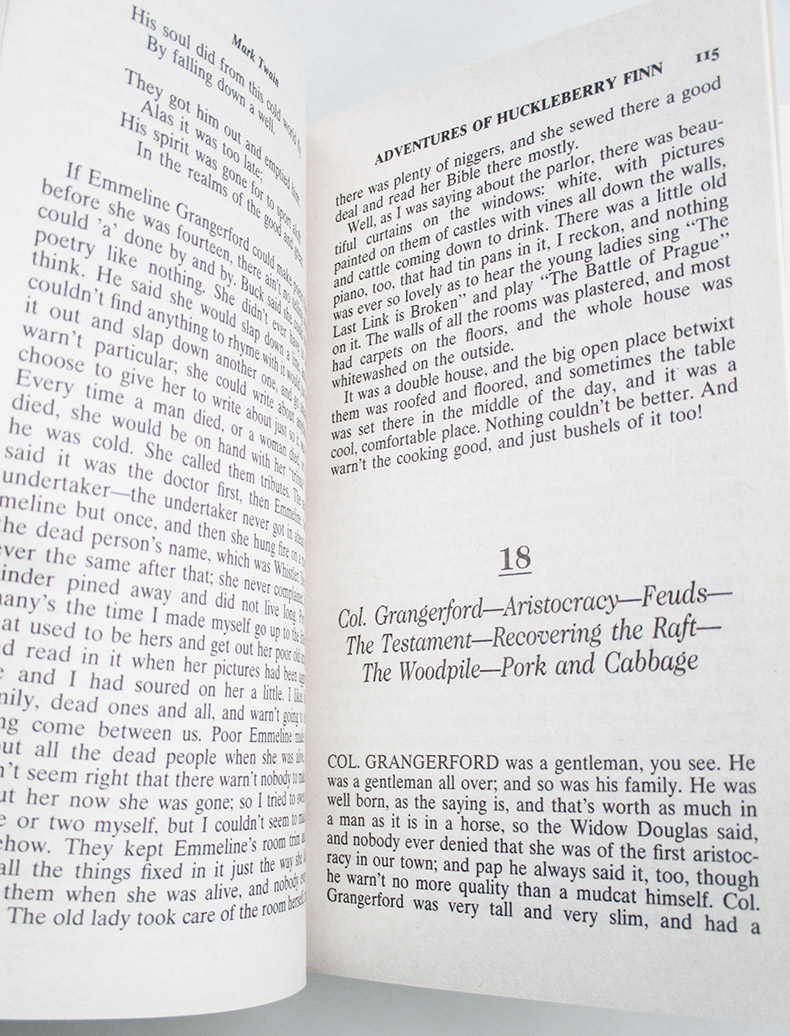 Mark Twain
His soul did from this cold world fly
By falling down a well.
They got him out and emptied him
Alas it was too late;
His spirit was gone for to sport aloft
In the realms of the good and great.
If Emmeline Grangerford could make poetry
before she was fourteen, there ain't no telling
could 'a' done by and by. Buck said she could
poetry like nothing. She didn't ever have to
think. He said she would slap down a line
couldn't find anything to rhyme with it would
it out and slap down another one, and go
warn't particular; she could write about
choose to give her to write about just so it
Every time a man died, or a woman died,
died, she would be on hand with her "tribute"
he was cold. She called them tributes. The
said it was the doctor first, then Emmeline,
undertaker—the undertaker never got in ahead
meline but once, and then she hung fire on a
the dead person's name, which was Whistler.
ver the same after that; she never complained,
inder pined away and did not live long.
any's the time I made myself go up to the
at used to be hers and get out her poor old
d read in it when her pictures had been
e and I had soured on her a little. I
mily, dead ones and all, and warn't going to
ng come between us. Poor Emmeline made
ut all the dead people when she was alive,
n't seem right that there warn't nobody to
ut her now she was gone; so I tried to
e or two myself, but I couldn't seem to
how. They kept Emmeline's room trim
all the things fixed in it just the way she
them when she was alive, and nobody
The old lady took care of the room herself,
ADVENTURES OF HUCKLEBERRY FINN 115
there was plenty of niggers, and she sewed there a good
deal and read her Bible there mostly.
Well, as I was saying about the parlor, there was beau-
tiful curtains on the windows: white, with pictures
painted on them of castles with vines all down the walls,
and cattle coming down to drink. There was a little old
piano, too, that had tin pans in it, I reckon, and nothing
was ever so lovely as to hear the young ladies sing "The
Last Link is Broken" and play "The Battle of Prague"
on it. The walls of all the rooms was plastered, and most
had carpets on the floors, and the whole house was
whitewashed on the outside.
It was a double house, and the big open place betwixt
them was roofed and floored, and sometimes the table
was set there in the middle of the day, and it was a
cool, comfortable place. Nothing couldn't be better. And
warn't the cooking good, and just bushels of it too!
18
Col. Grangerford—Aristocracy—Feuds—
The Testament—Recovering the Raft—
The Woodpile—Pork and Cabbage
COL. GRANGERFORD was a gentleman, you see. He
was a gentleman all over; and so was his family. He was
well born, as the saying is, and that's worth as much in
a man as it is in a horse, so the Widow Douglas said,
and nobody ever denied that she was of the first aristoc-
racy in our town; and pap he always said it, too, though
he warn't no more quality than a mudcat himself. Col.
Grangerford was very tall and very slim, and had a